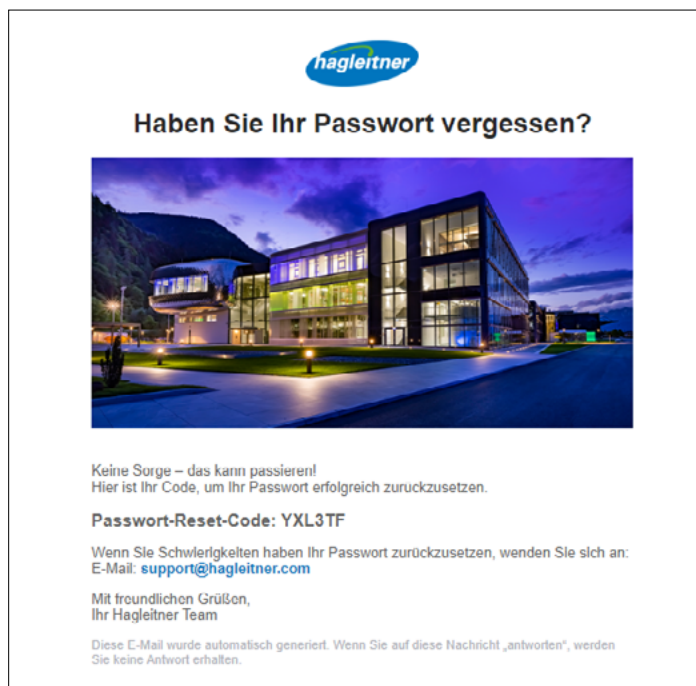 hagleitner
Haben Sie Ihr Passwort vergessen?
Keine Sorge – das kann passieren!
Hier ist Ihr Code, um Ihr Passwort erfolgreich zurückzusetzen.
Passwort-Reset-Code: YXL3TF
Wenn Sie Schwierigkeiten haben Ihr Passwort zurückzusetzen, wenden Sie sich an:
E-Mail: support@hagleitner.com
Mit freundlichen Grüßen,
Ihr Hagleitner Team
Diese E-Mail wurde automatisch generiert. Wenn Sie auf diese Nachricht „antworten“, werden
Sie keine Antwort erhalten.